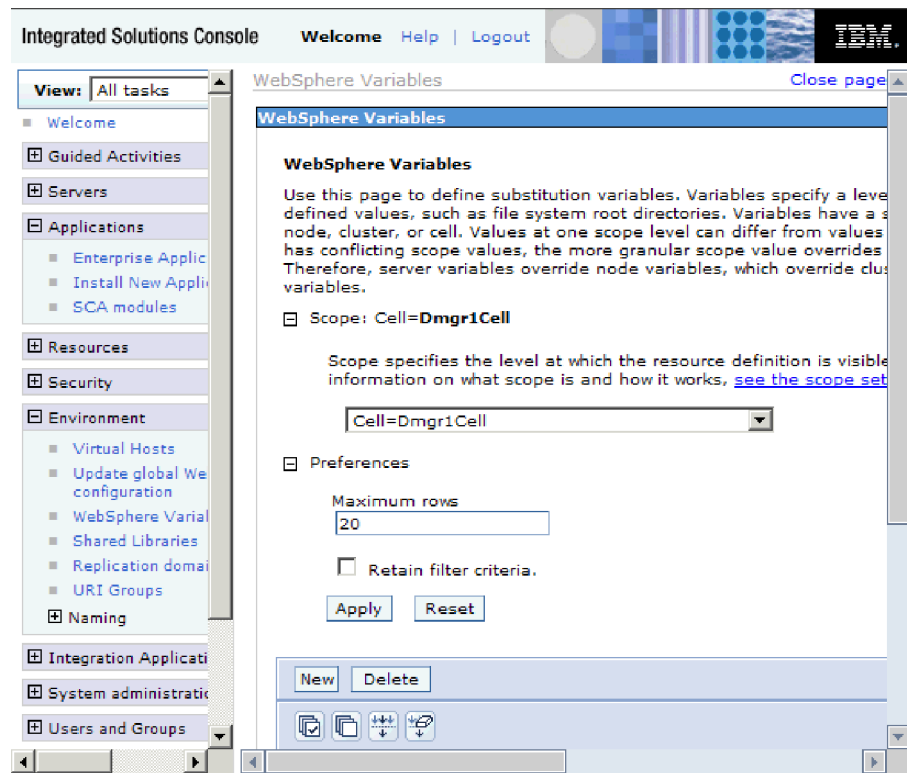 Integrated Solutions Console Welcome Help | Logout IBM.
View: All tasks
Welcome
Guided Activities
Servers
Applications
Enterprise Applic
Install New Appli
SCA modules
Resources
Security
Environment
Virtual Hosts
Update global We
configuration
WebSphere Varial
Shared Libraries
Replication domai
URI Groups
Naming
Integration Applicati
System administratio
Users and Groups
WebSphere Variables Close page
WebSphere Variables
WebSphere Variables
Use this page to define substitution variables. Variables specify a leve
defined values, such as file system root directories. Variables have a s
node, cluster, or cell. Values at one scope level can differ from values
has conflicting scope values, the more granular scope value overrides
Therefore, server variables override node variables, which override clu
variables.
Scope: Cell=Dmgr1Cell
Scope specifies the level at which the resource definition is visible
information on what scope is and how it works, see the scope set
Cell=Dmgr1Cell
Preferences
Maximum rows
20
Retain filter criteria.
Apply Reset
New Delete